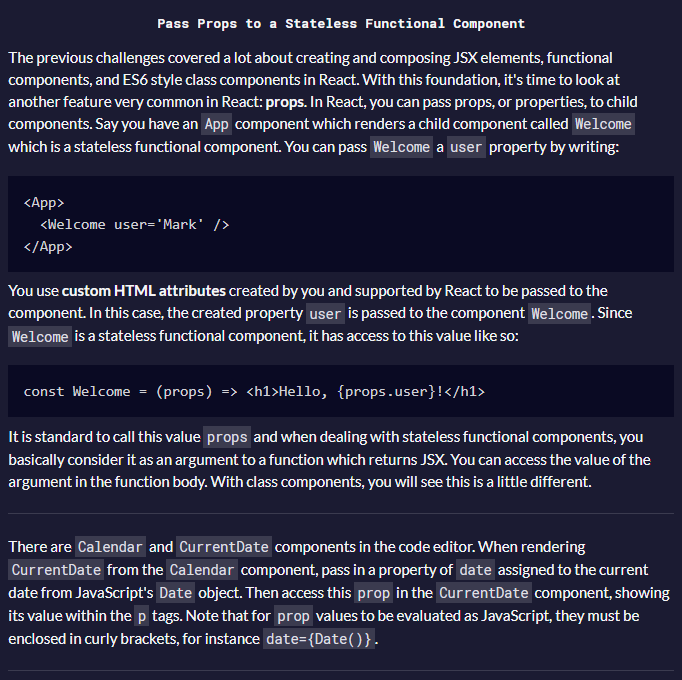 Pass Props to a Stateless Functional Component
The previous challenges covered a lot about creating and composing JSX elements, functional
components, and ES6 style class components in React. With this foundation, it's time to look at
another feature very common in React: props. In React, you can pass props, or properties, to child
components. Say you have an App component which renders a child component called Welcome
which is a stateless functional component. You can pass Welcome a user property by writing:
<App>
  <Welcome user='Mark' />
</App>
You use custom HTML attributes created by you and supported by React to be passed to the
component. In this case, the created property user is passed to the component Welcome. Since
Welcome is a stateless functional component, it has access to this value like so:
const Welcome = (props) => <h1>Hello, {props.user}!</h1>
It is standard to call this value props and when dealing with stateless functional components, you
basically consider it as an argument to a function which returns JSX. You can access the value of the
argument in the function body. With class components, you will see this is a little different.
There are Calendar and CurrentDate components in the code editor. When rendering
CurrentDate from the Calendar component, pass in a property of date assigned to the current
date from JavaScript's Date object. Then access this prop in the CurrentDate component, showing
its value within the p tags. Note that for prop values to be evaluated as JavaScript, they must be
enclosed in curly brackets, for instance date={Date()}.